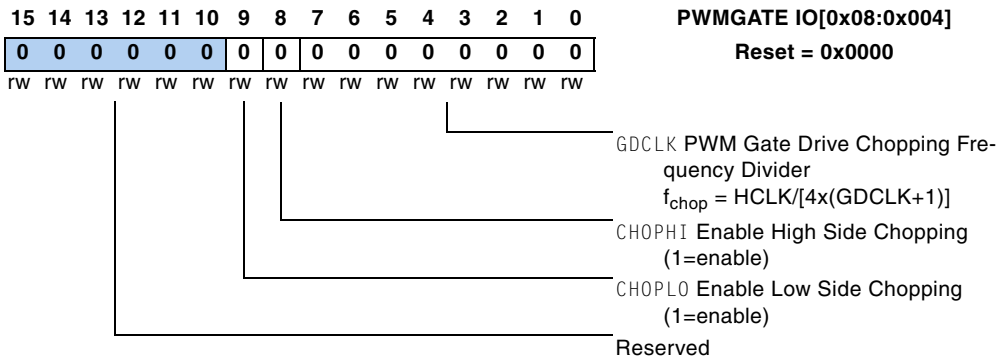 15 14 13 12 11 10 9 8 7 6 5 4 3 2 1 0
PWMGATE IO[0x08:0x004]
0 0 0 0 0 0 0 0 0 0 0 0 0 0 0 0
Reset = 0x0000
rw rw rw rw rw rw rw rw rw rw rw rw rw rw rw rw
GDCLK PWM Gate Drive Chopping Fre-
quency Divider
fchop = HCLK/[4x(GDCLK+1)]
CHOPHI Enable High Side Chopping
(1=enable)
CHOPLO Enable Low Side Chopping
(1=enable)
Reserved